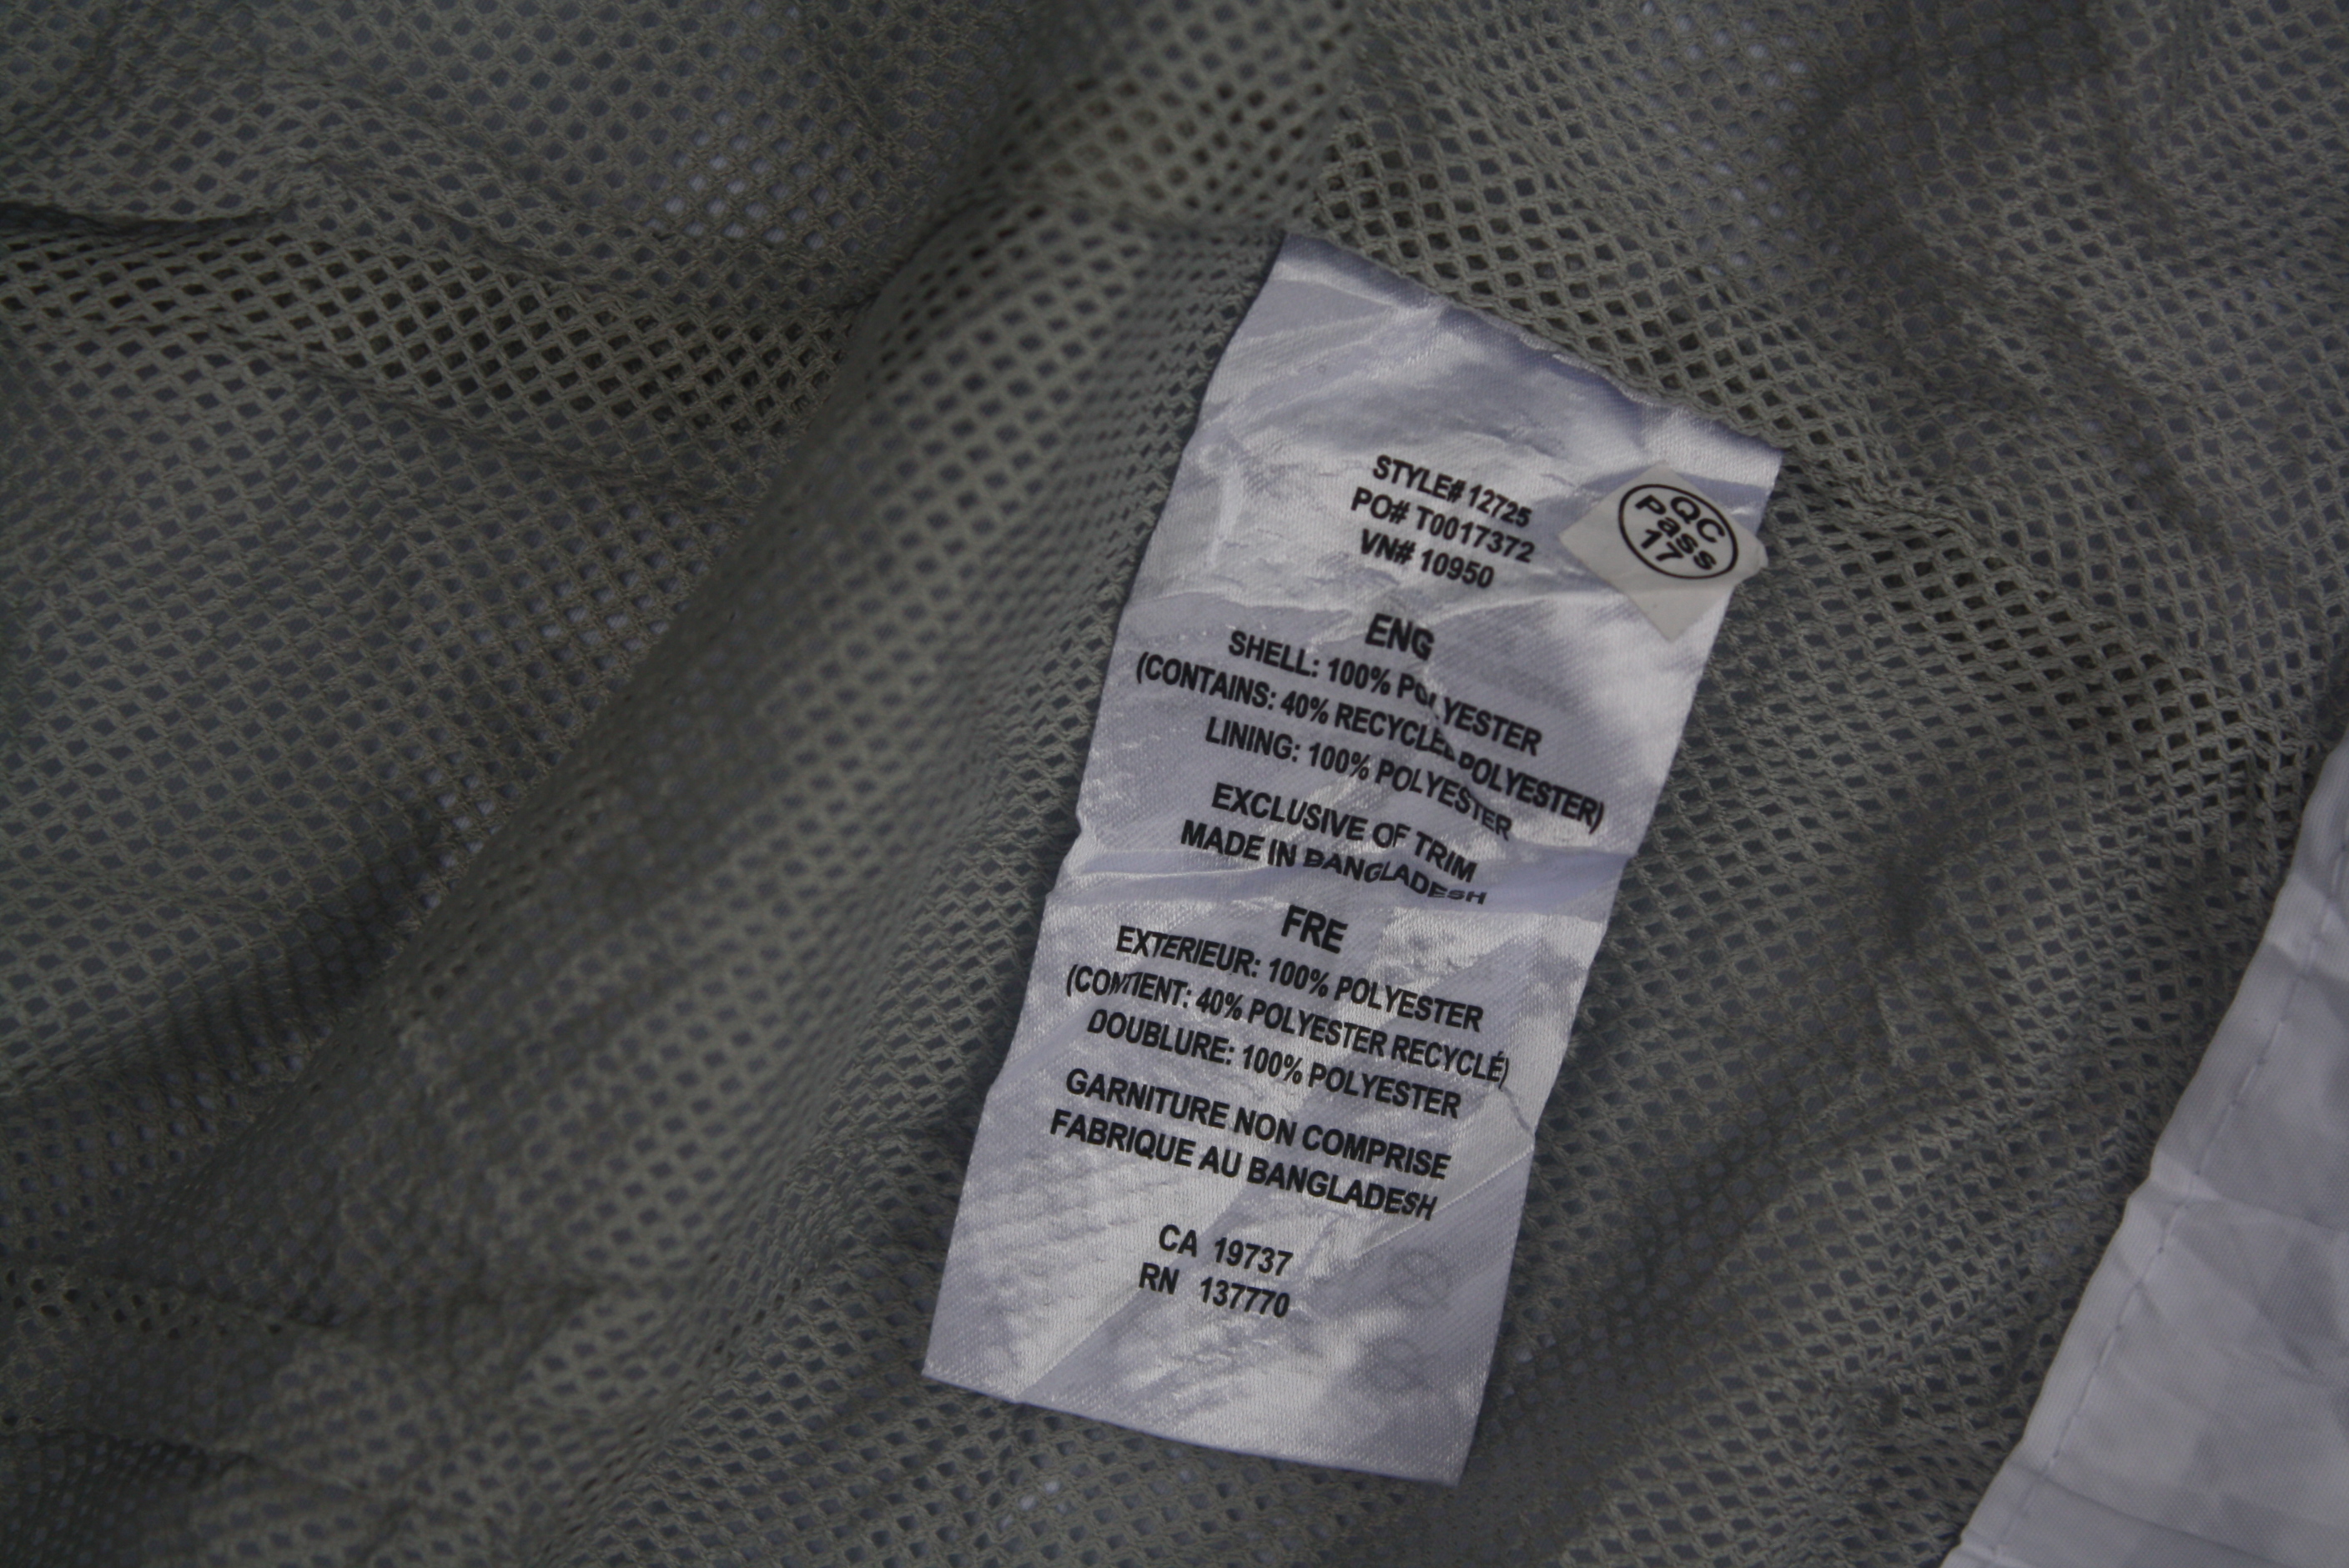 STYLE# 12725
PO# T0017372
VN# 10950
QC
Pass
17
ENG
SHELL: 100% POLYESTER
(CONTAINS: 40% RECYCLED POLYESTER)
LINING: 100% POLYESTER
EXCLUSIVE OF TRIM
MADE IN BANGLADESH
FRE
EXTERIEUR: 100% POLYESTER
(CONTIENT: 40% POLYESTER RECYCLÉ)
DOUBLURE: 100% POLYESTER
GARNITURE NON COMPRISE
FABRIQUE AU BANGLADESH
CA 19737
RN 137770